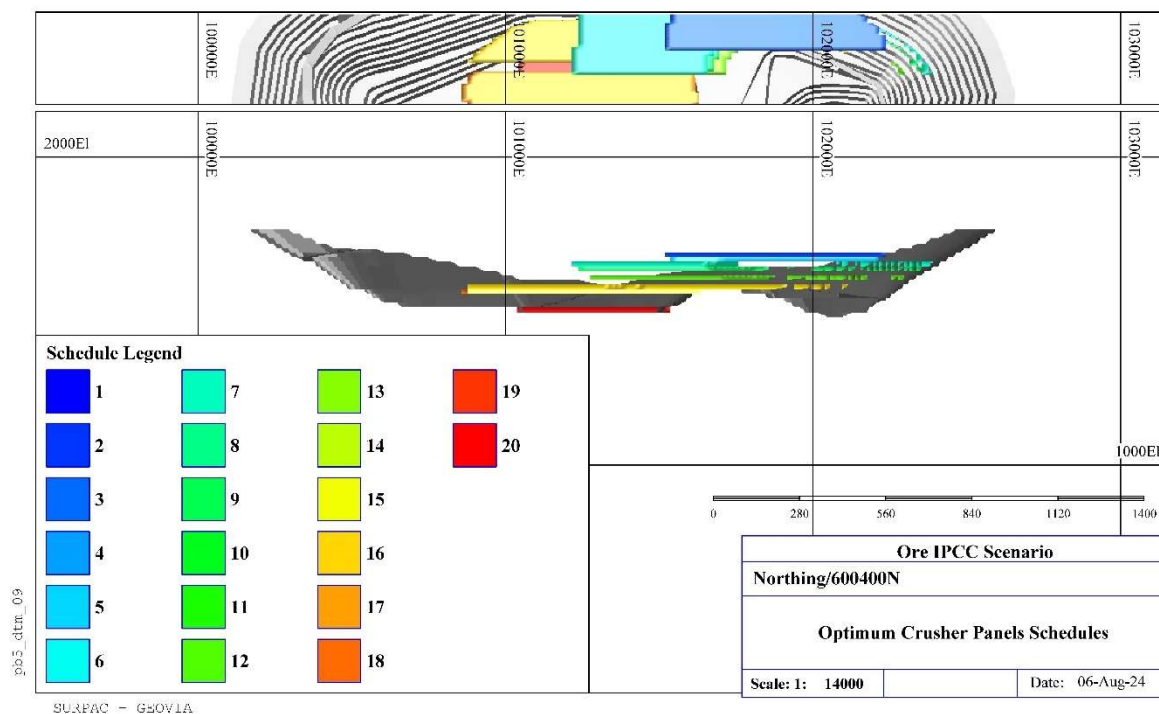 100000E
101000E
102000E
103000E
2000El
100000E
101000E
102000E
103000E
Schedule Legend
1
2
3
4
5
6
7
8
9
10
11
12
13
14
15
16
17
18
19
20
1000El
0 280 560 840 1120 1400
Ore IPCC Scenario
Northing/600400N
Optimum Crusher Panels Schedules
Scale: 1: 14000
Date: 06-Aug-24
pb5_dtm_09
SURPAC - GEOVIA